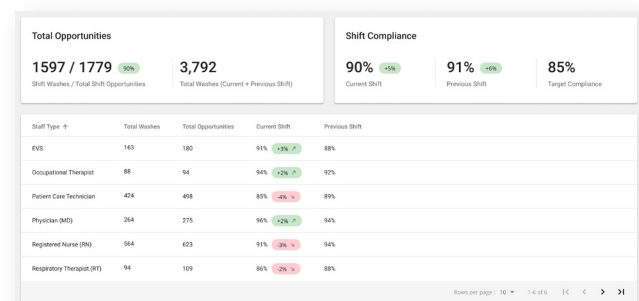 Total Opportunities
1597 / 1779 90%
Shift Washes / Total Shift Opportunities
3,792
Total Washes (Current + Previous Shift)
Shift Compliance
90% +5%
Current Shift
91% +6%
Previous Shift
85%
Target Compliance
Staff Type ↑ Total Washes Total Opportunities Current Shift Previous Shift
EVS 163 180 91% +3% ↗ 88%
Occupational Therapist 88 94 94% +2% ↗ 92%
Patient Care Technician 424 498 85% -4% ↘ 89%
Physician (MD) 264 275 96% +2% ↗ 94%
Registered Nurse (RN) 564 623 91% -3% ↘ 94%
Respiratory Therapist (RT) 94 109 86% -2% ↘ 88%
Rows per page: 10 1-6 of 6